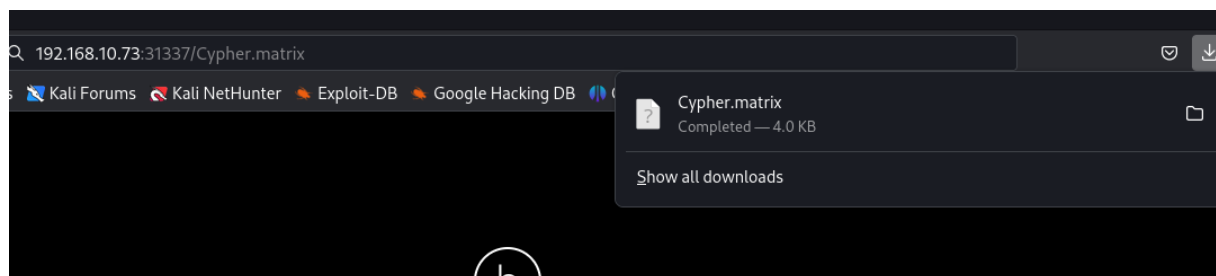 192.168.10.73:31337/Cypher.matrix
s Kali Forums Kali NetHunter Exploit-DB Google Hacking DB
Cypher.matrix
Completed — 4.0 KB
Show all downloads